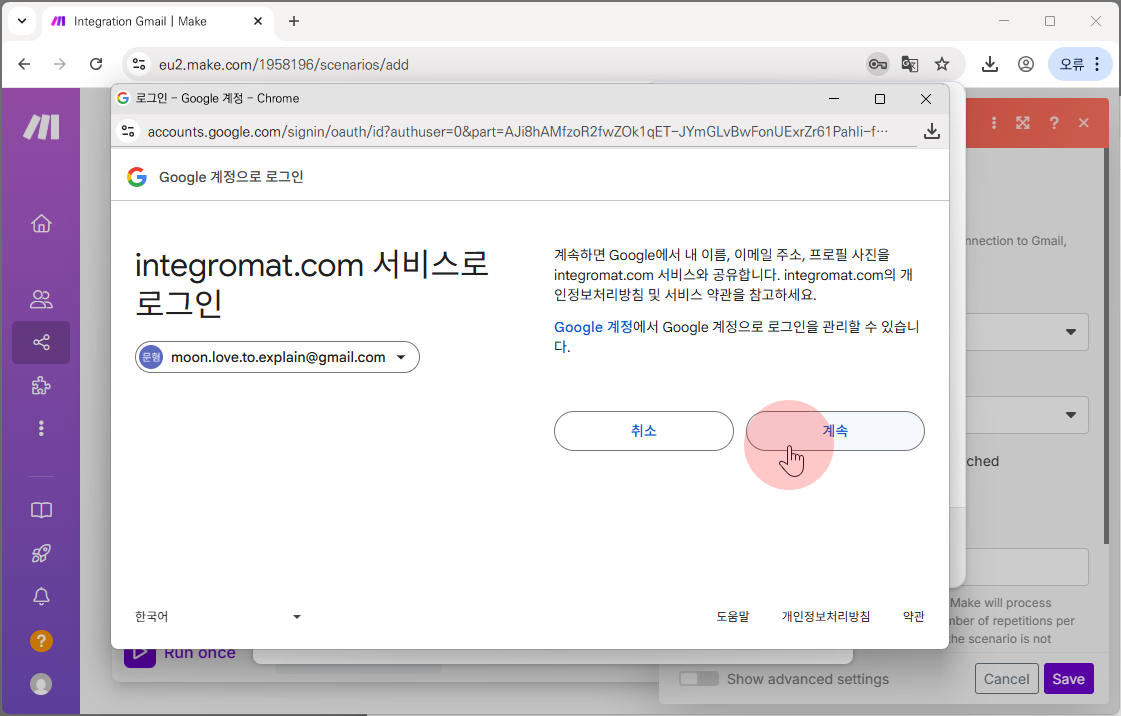 Integration Gmail | Make
eu2.make.com/1958196/scenarios/add
오류
로그인 - Google 계정 - Chrome
accounts.google.com/signin/oauth/id?authuser=0&part=AJi8hAMfzoR2fwZOk1qET-JYmGLvBwFonUExrZr61Pahli-f…
Google 계정으로 로그인
integromat.com 서비스로
로그인
문형
moon.love.to.explain@gmail.com
계속하면 Google에서 내 이름, 이메일 주소, 프로필 사진을
integromat.com 서비스와 공유합니다. integromat.com의 개
인정보처리방침 및 서비스 약관을 참고하세요.
Google 계정에서 Google 계정으로 로그인을 관리할 수 있습니
다.
취소
계속
한국어
도움말
개인정보처리방침
약관
?
to Gmail,
Make will process
of repetitions per
scenario is not
Run once
Show advanced settings
Cancel
Save
?